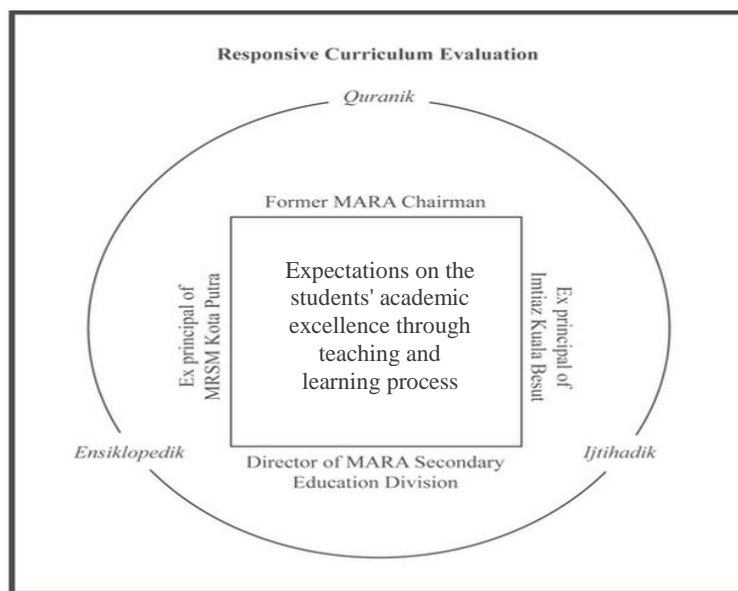 Responsive Curriculum Evaluation
Quranik
Former MARA Chairman
Ex principal of
MRSM Kota Putra
Expectations on the
students' academic
excellence through
teaching and
learning process
Ex principal of
Imtiaz Kuala Besut
Ensiklopedik
Director of MARA Secondary
Education Division
Ijtihadik